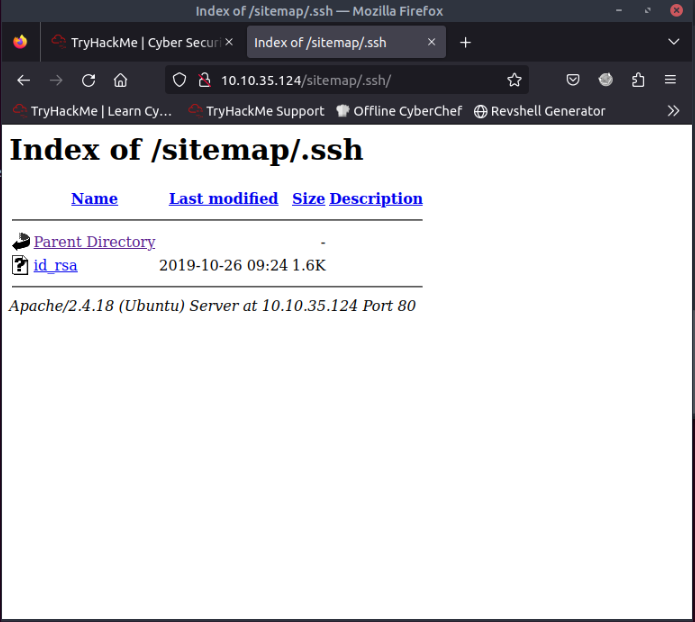 Index of /sitemap/.ssh — Mozilla Firefox
TryHackMe | Cyber Securi
Index of /sitemap/.ssh
10.10.35.124/sitemap/.ssh/
TryHackMe | Learn Cy…
TryHackMe Support
Offline CyberChef
Revshell Generator
Index of /sitemap/.ssh
Name Last modified Size Description
Parent Directory -
id_rsa 2019-10-26 09:24 1.6K
Apache/2.4.18 (Ubuntu) Server at 10.10.35.124 Port 80